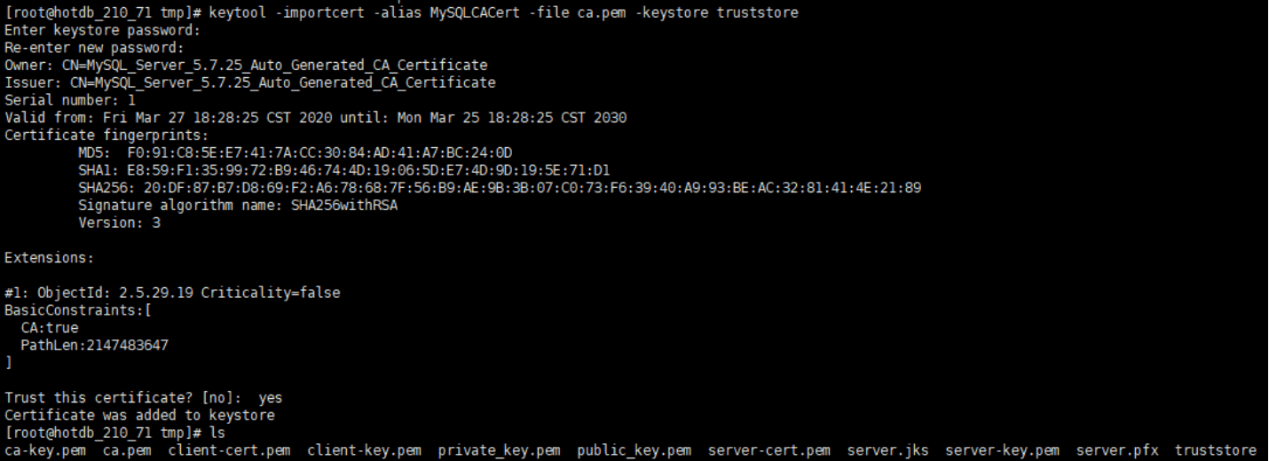 [root@hotdb_210_71 tmp]# keytool -importcert -alias MySQLCACert -file ca.pem -keystore truststore
Enter keystore password:
Re-enter new password:
Owner: CN=MySQL_Server_5.7.25_Auto_Generated_CA_Certificate
Issuer: CN=MySQL_Server_5.7.25_Auto_Generated_CA_Certificate
Serial number: 1
Valid from: Fri Mar 27 18:28:25 CST 2020 until: Mon Mar 25 18:28:25 CST 2030
Certificate fingerprints:
MD5:  F0:91:C8:5E:E7:41:7A:CC:30:84:AD:41:A7:BC:24:0D
SHA1: E8:59:F1:35:99:72:B9:46:74:4D:19:06:5D:E7:4D:9D:19:5E:71:D1
SHA256: 20:DF:87:B7:D8:69:F2:A6:78:68:7F:56:B9:AE:9B:3B:07:C0:73:F6:39:40:A9:93:BE:AC:32:81:41:4E:21:89
Signature algorithm name: SHA256withRSA
Version: 3
Extensions:
#1: ObjectId: 2.5.29.19 Criticality=false
BasicConstraints:[
CA:true
PathLen:2147483647
]
Trust this certificate? [no]:  yes
Certificate was added to keystore
[root@hotdb_210_71 tmp]# ls
ca-key.pem  ca.pem  client-cert.pem  client-key.pem  private_key.pem  public_key.pem  server-cert.pem  server.jks  server-key.pem  server.pfx  truststore